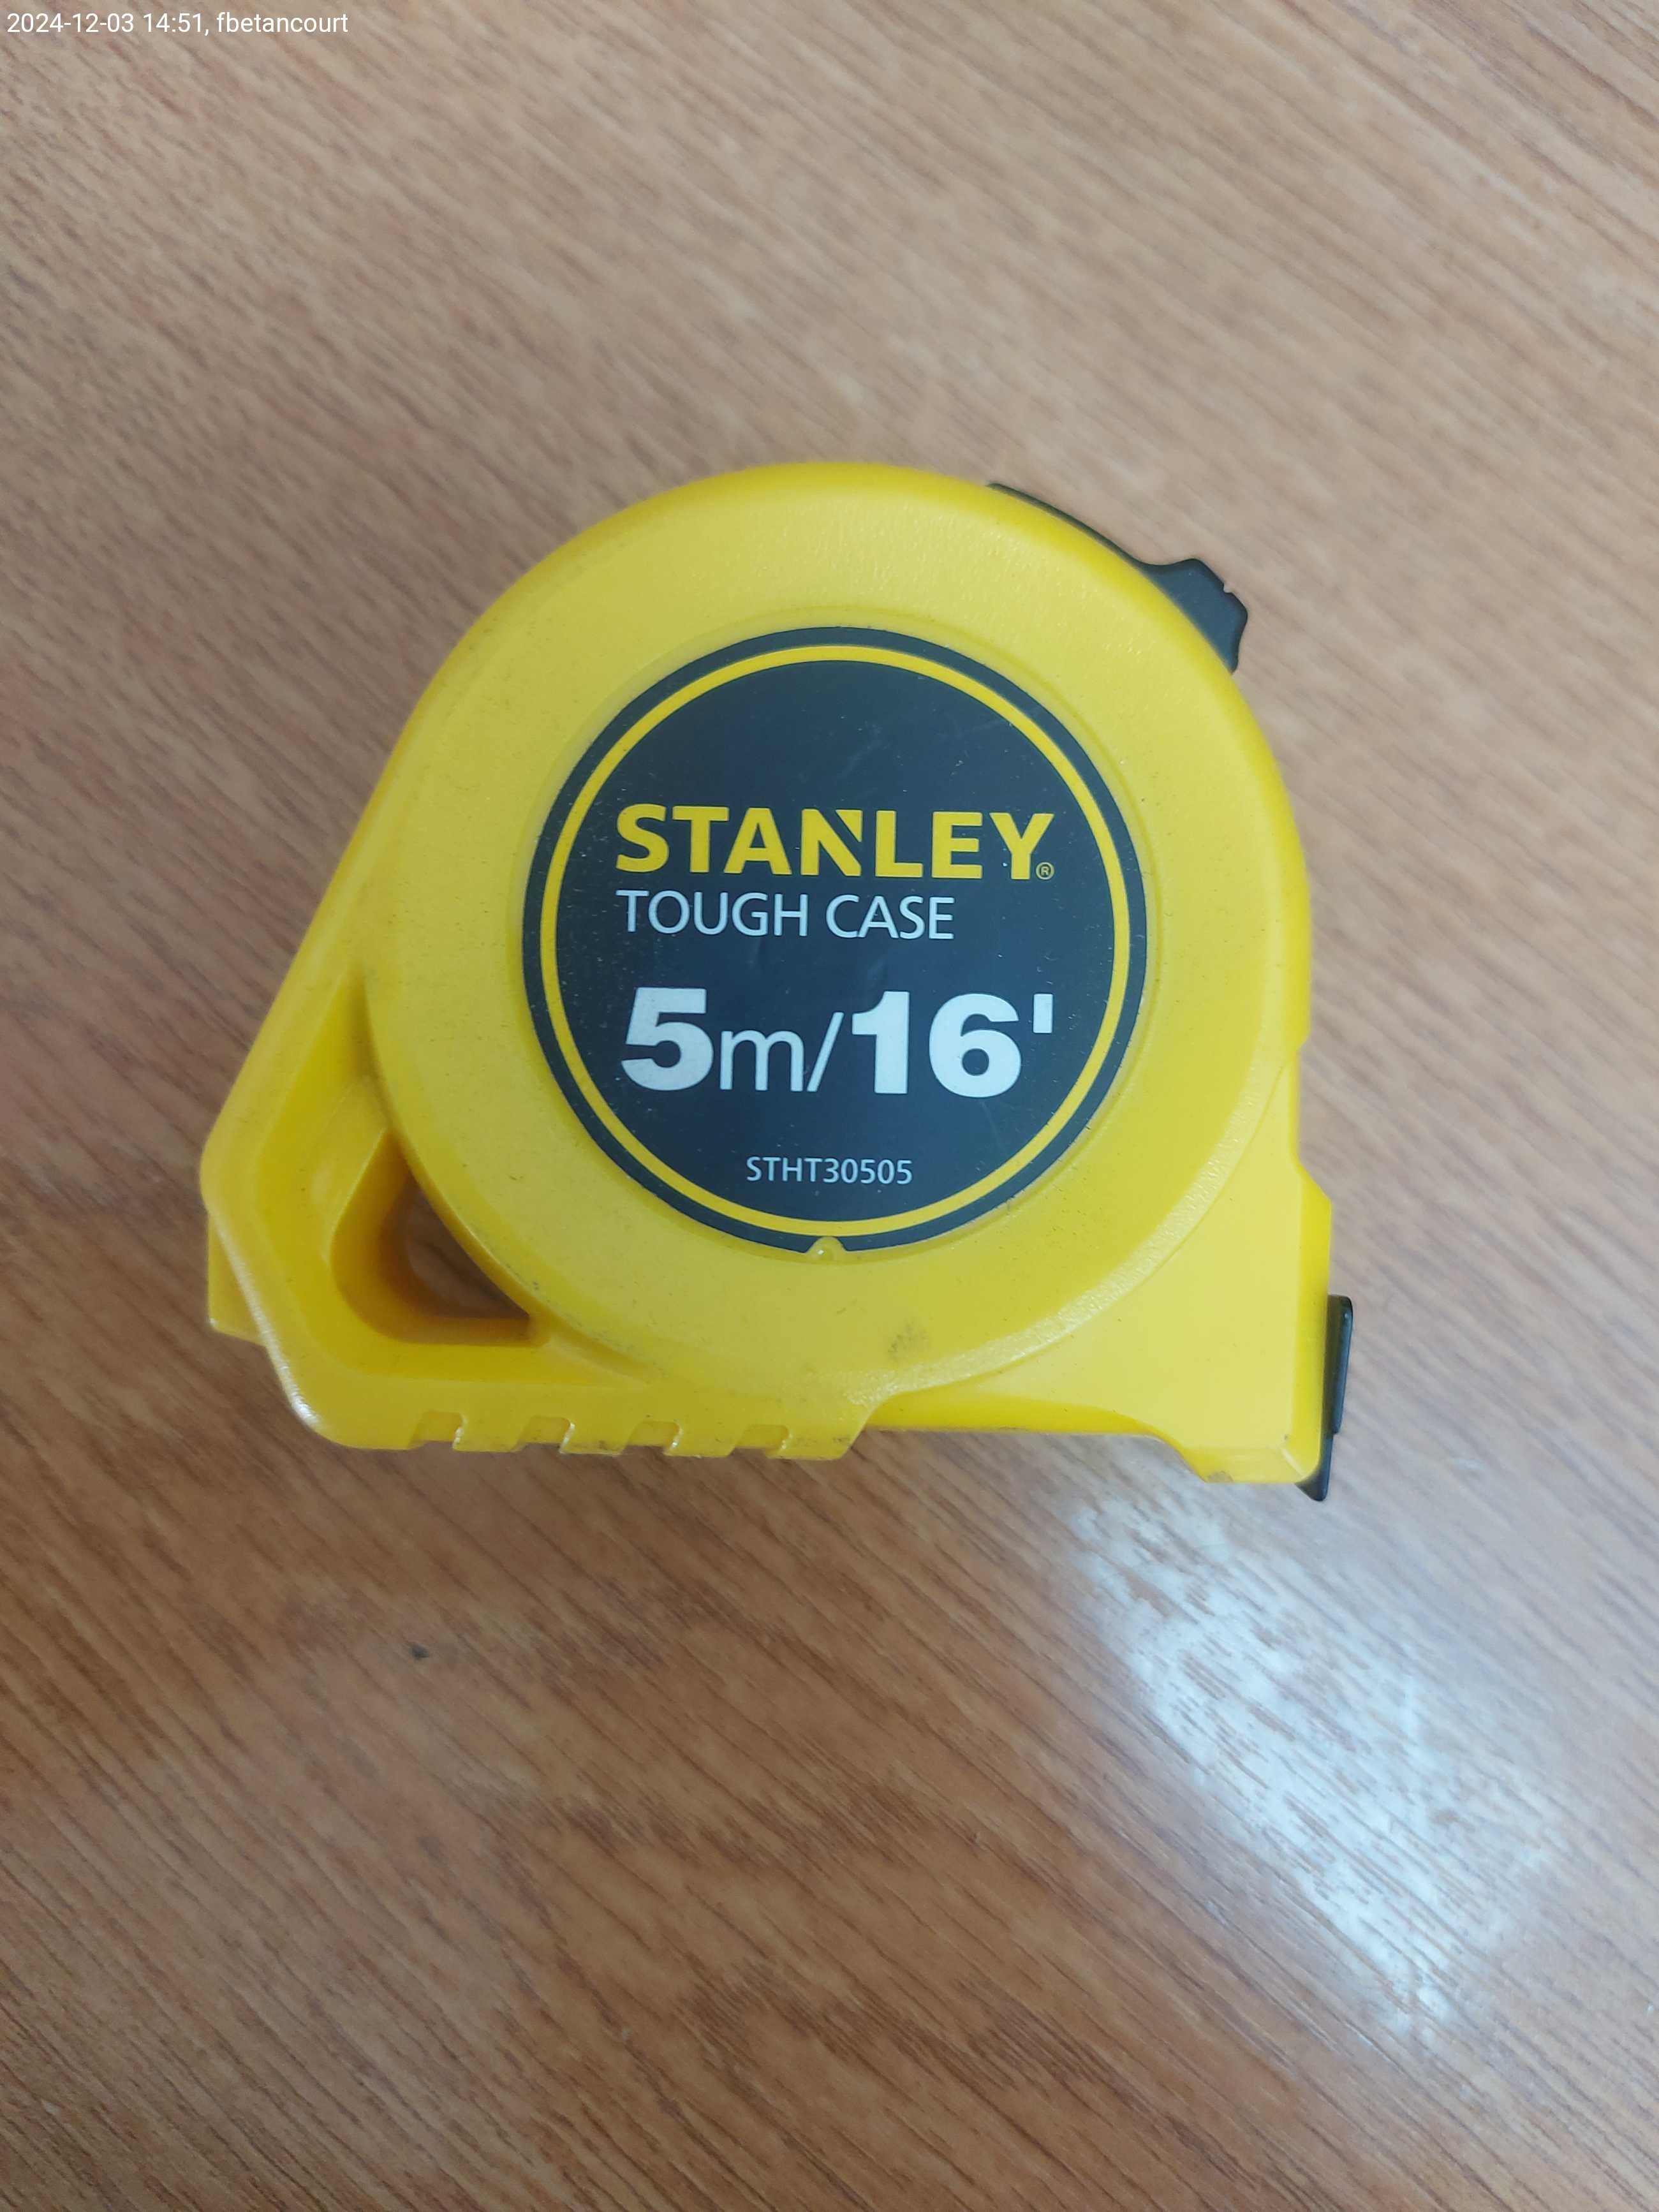 2024-12-03 14:51, fbetancourt
STANLEY®
TOUGH CASE
5m/16'
STHT30505